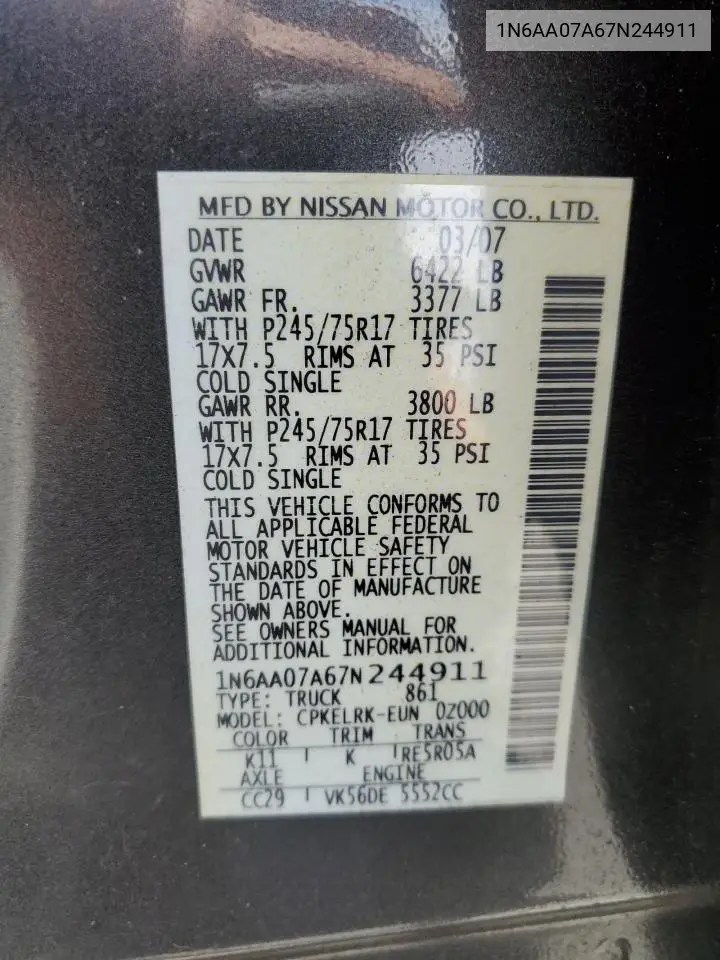 1N6AA07A67N244911
MFD BY NISSAN MOTOR CO., LTD.
DATE 03/07
GVWR 6422 LB
GAWR FR. 3377 LB
WITH P245/75R17 TIRES
17X7.5 RIMS AT 35 PSI
COLD SINGLE
GAWR RR. 3800 LB
WITH P245/75R17 TIRES
17X7.5 RIMS AT 35 PSI
COLD SINGLE
THIS VEHICLE CONFORMS TO
ALL APPLICABLE FEDERAL
MOTOR VEHICLE SAFETY
STANDARDS IN EFFECT ON
THE DATE OF MANUFACTURE
SHOWN ABOVE.
SEE OWNERS MANUAL FOR
ADDITIONAL INFORMATION.
1N6AA07A67N244911
TYPE: TRUCK 861
MODEL: CPKELRK-EUN 0Z000
COLOR TRIM TRANS
K11 K RE5R05A
AXLE ENGINE
CC29 VK56DE 5552CC